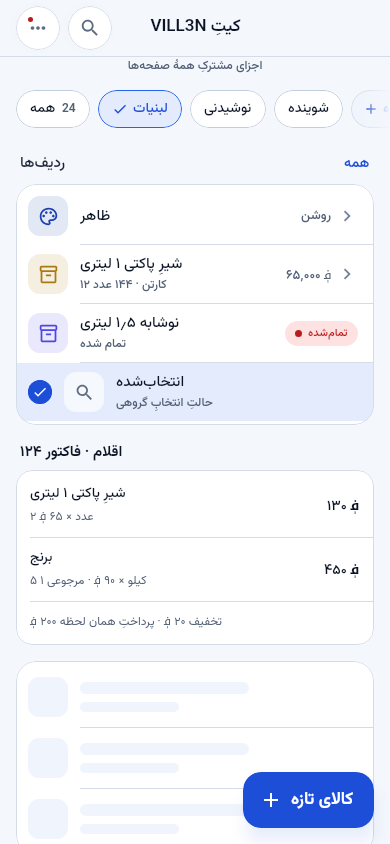 کیتِ VILL3N
اجزای مشترکِ همهٔ صفحه‌ها
همه 24
لبنیات
نوشیدنی
شوینده
ردیف‌ها
همه
ظاهر
روشن
شیرِ پاکتی ۱ لیتری
۱۲ کارتن · ۱۴۴ عدد
۶۵,۰۰۰ ؋
نوشابه ۱٫۵ لیتری
تمام شده
تمام‌شده
انتخاب‌شده
حالتِ انتخابِ گروهی
اقلام · فاکتور ۱۲۴
شیرِ پاکتی ۱ لیتری
۱۳۰ ؋
۲ عدد × ۶۵ ؋
برنج
۴۵۰ ؋
۵ کیلو × ۹۰ ؋ · مرجوعی ۱
تخفیف ۲۰ ؋ · پرداختِ همان لحظه ۲۰۰ ؋
کالای تازه